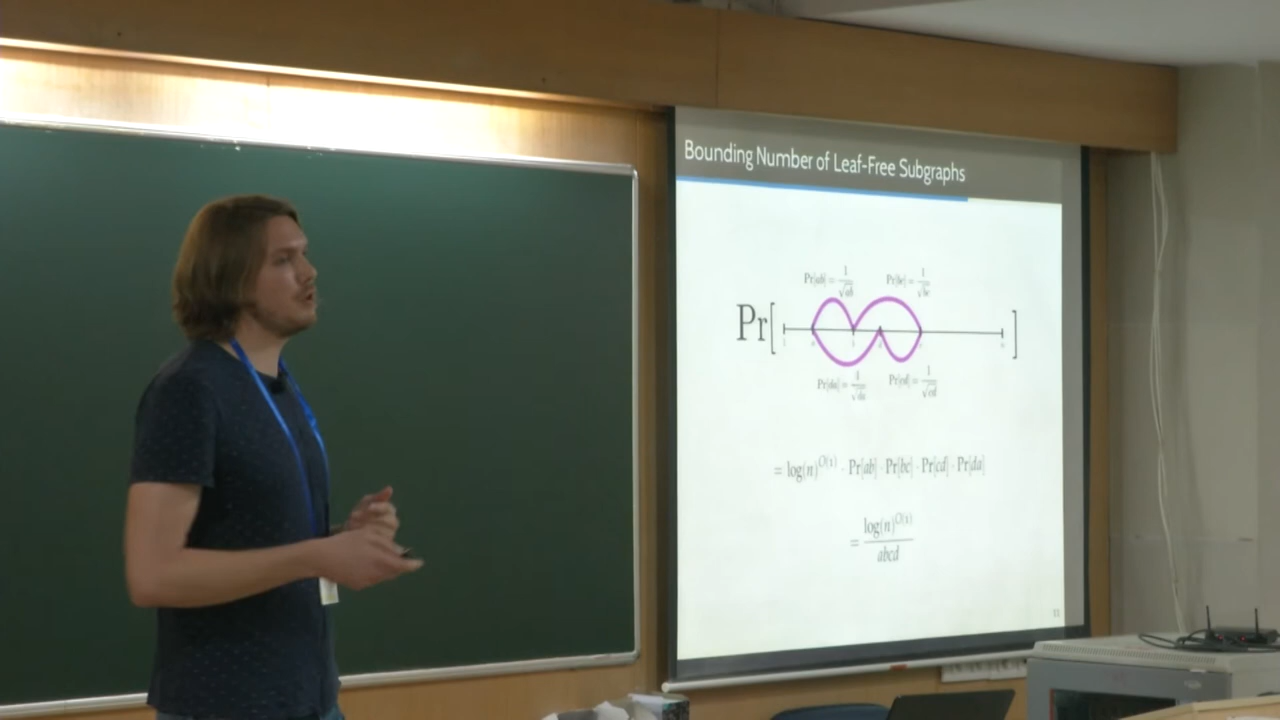 Bounding Number of Leaf-Free Subgraphs
Pr[ab] = 1/√ab Pr[bc] = 1/√bc
Pr[ ]
Pr[da] = 1/√da Pr[cd] = 1/√cd
= log(n)^O(1) · Pr[ab] · Pr[bc] · Pr[cd] · Pr[da]
= log(n)^O(1) / abcd
11